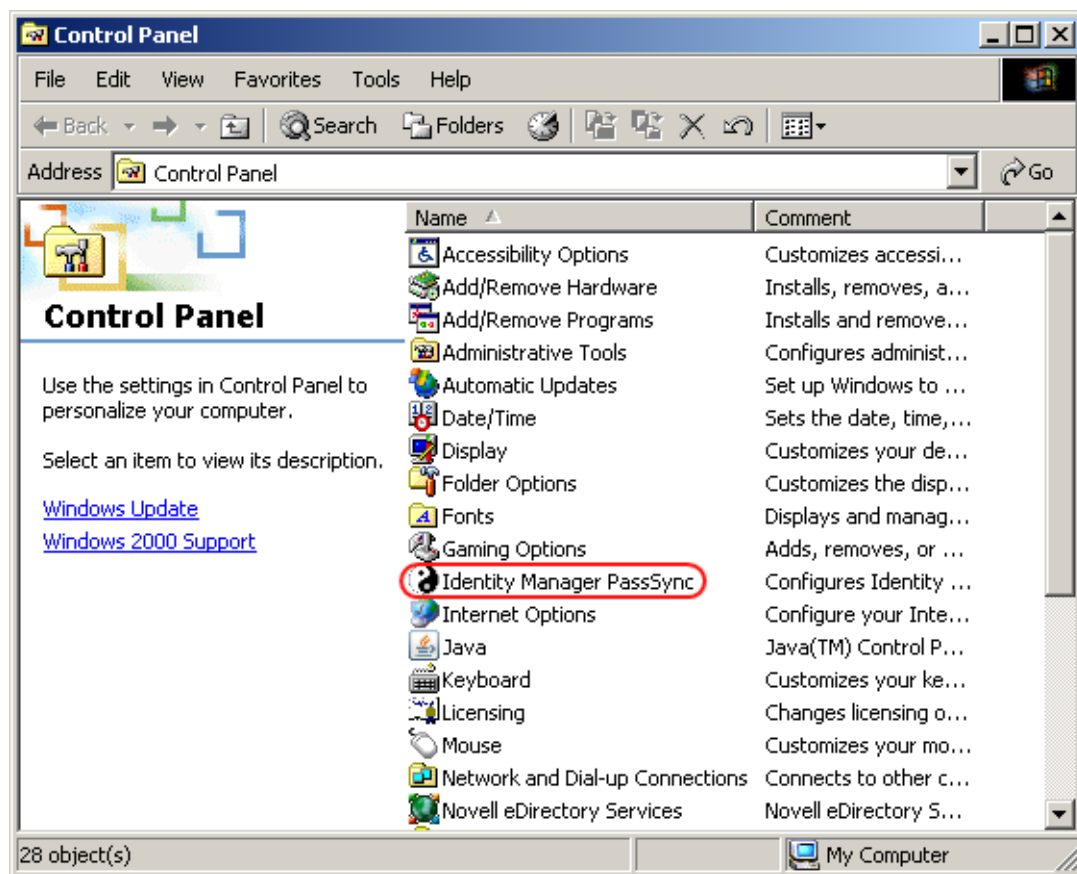 Control Panel
File Edit View Favorites Tools Help
Back Search Folders
Address Control Panel Go
Control Panel
Use the settings in Control Panel to
personalize your computer.
Select an item to view its description.
Windows Update
Windows 2000 Support
Name Comment
Accessibility Options Customizes accessi...
Add/Remove Hardware Installs, removes, a...
Add/Remove Programs Installs and remove...
Administrative Tools Configures administ...
Automatic Updates Set up Windows to ...
Date/Time Sets the date, time,...
Display Customizes your de...
Folder Options Customizes the disp...
Fonts Displays and manag...
Gaming Options Adds, removes, or ...
Identity Manager PassSync Configures Identity ...
Internet Options Configure your Inte...
Java Java(TM) Control P...
Keyboard Customizes your ke...
Licensing Changes licensing o...
Mouse Customizes your mo...
Network and Dial-up Connections Connects to other c...
Novell eDirectory Services Novell eDirectory S...
28 object(s) My Computer